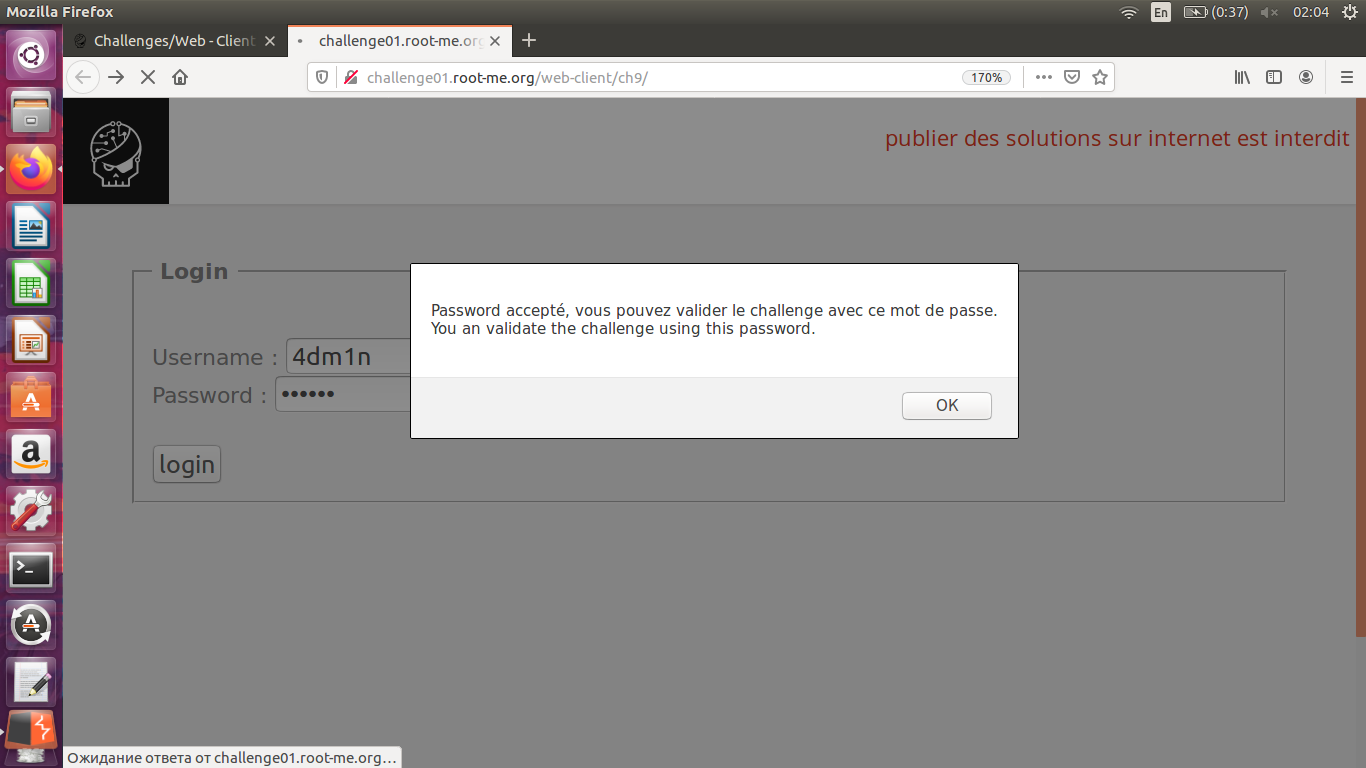 Mozilla Firefox
En
(0:37)
02:04
Challenges/Web - Client
challenge01.root-me.org
challenge01.root-me.org/web-client/ch9/
170%
publier des solutions sur internet est interdit
Login
Password accepté, vous pouvez valider le challenge avec ce mot de passe.
You an validate the challenge using this password.
Username : 4dm1n
Password : ••••••
OK
login
Ожидание ответа от challenge01.root-me.org…